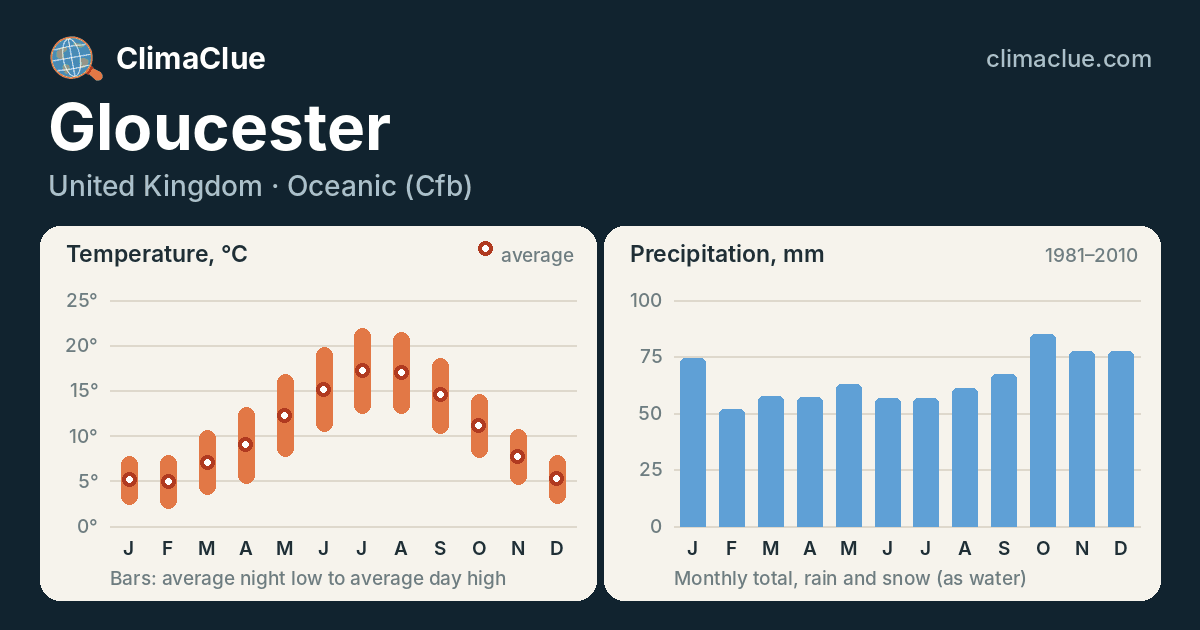 ClimaClue
climaclue.com
Gloucester
United Kingdom · Oceanic (Cfb)
Temperature, °C
average
25°
20°
15°
10°
5°
0°
J F M A M J J A S O N D
Bars: average night low to average day high
Precipitation, mm
1981–2010
100
75
50
25
0
J F M A M J J A S O N D
Monthly total, rain and snow (as water)